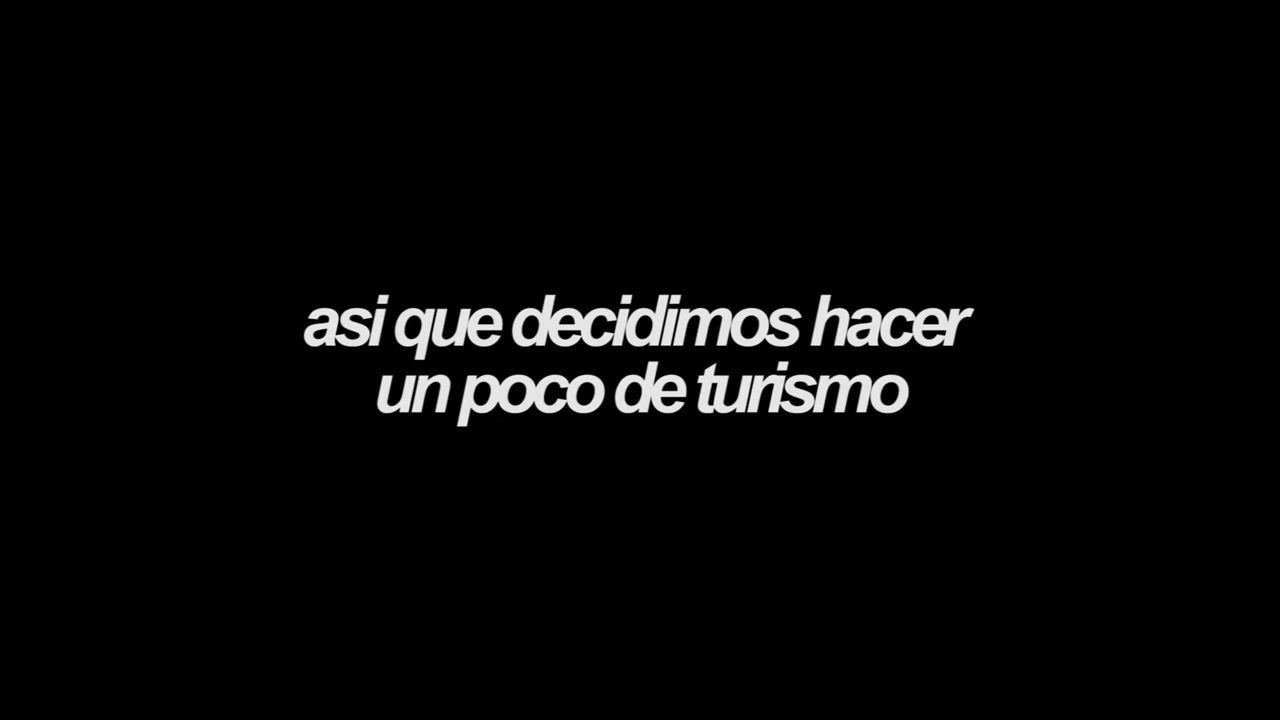 asi que decidimos hacer
un poco de turismo